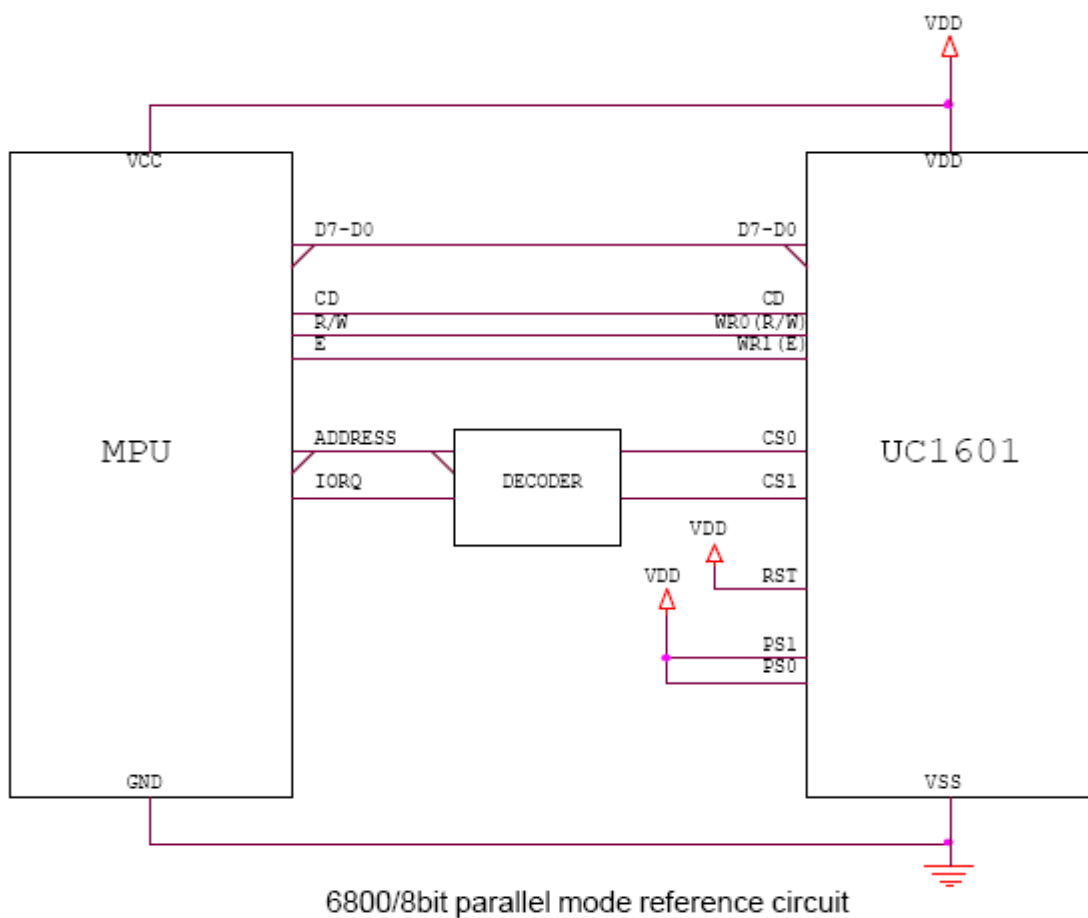 VDD
VCC
VDD
D7-D0 D7-D0
CD CD
R/W WR0(R/W)
E WR1(E)
MPU
UC1601
ADDRESS CS0
IORQ DECODER CS1
VDD
VDD RST
PS1
PS0
GND VSS
6800/8bit parallel mode reference circuit